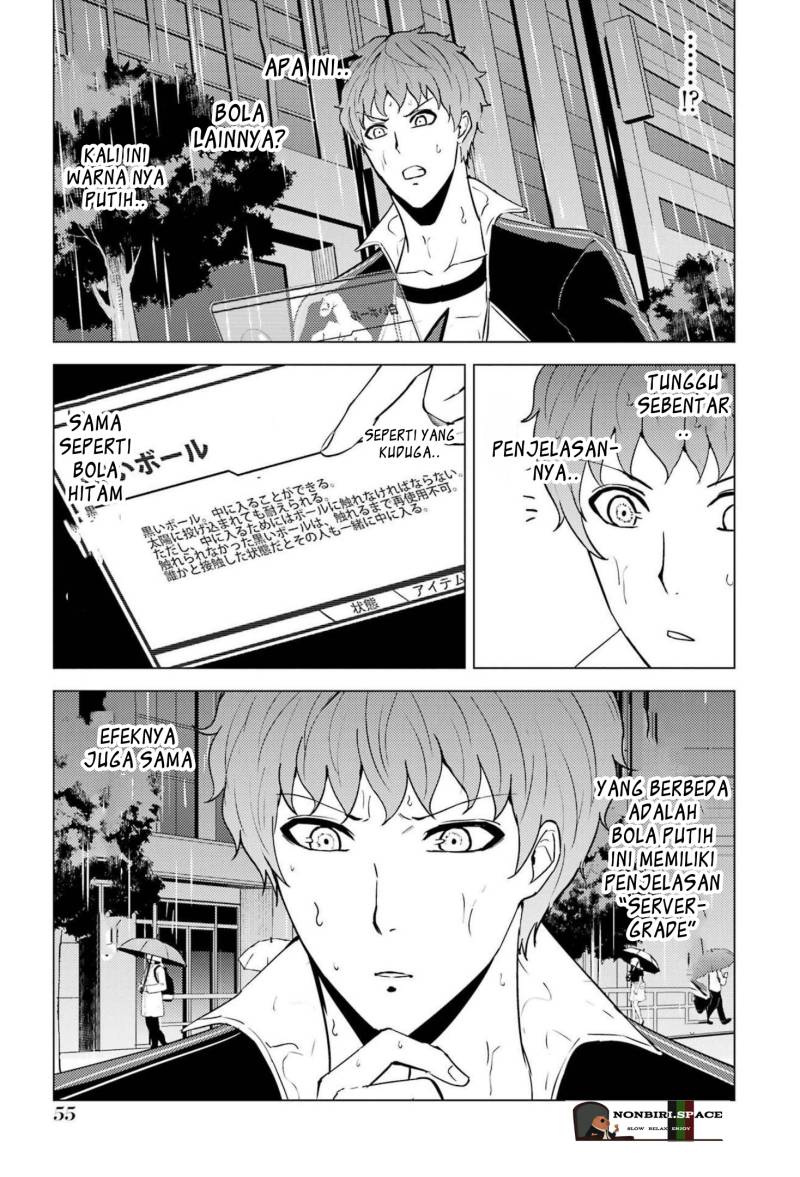 .......!?
APA INI..
BOLA
LAINNYA?
KALI INI
WARNA NYA
PUTIH..
TUNGGU
SEBENTAR
..
PENJELASAN-
NYA..
SEPERTI YANG
KUDUGA..
SAMA
SEPERTI
BOLA
HITAM
いボール
黒いボール。中に入ることができる。
太陽に投げ込まれても耐えられる。
ただし、中に入るためにはボールに触れなければならない。
触れられなかった黒いボールは、触れるまで再使用不可。
誰かと接触した状態だとその人も一緒に中に入る。
状態
アイテム
EFEKNYA
JUGA SAMA
YANG BERBEDA
ADALAH
BOLA PUTIH
INI MEMILIKI
PENJELASAN
“SERVER-
GRADE”
55
NONBIRI.SPACE
SLOW RELAX ENJOY